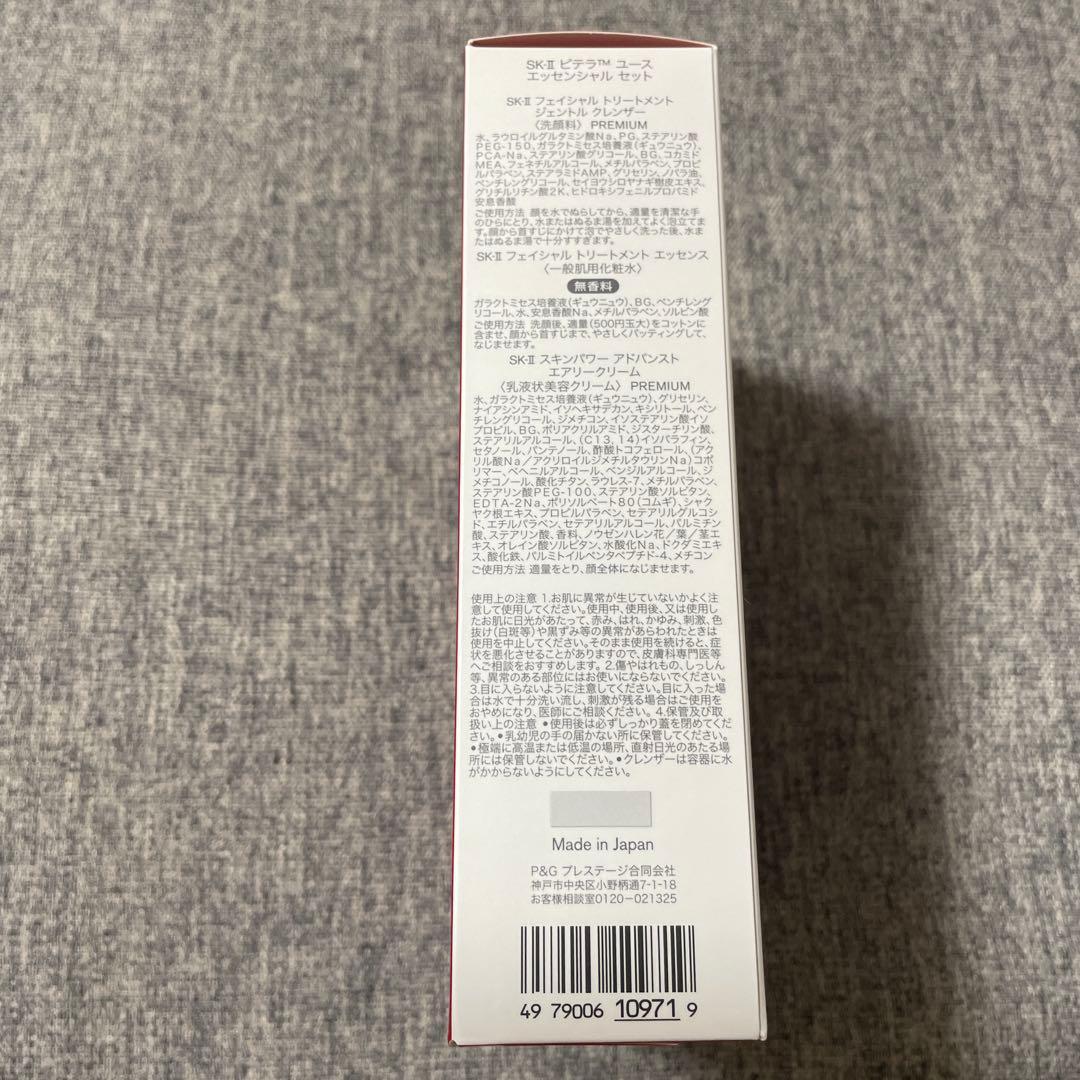 SK-II ピテラ™ ユース
エッセンシャル セット
SK-II フェイシャル トリートメント
ジェントル クレンザー
〈洗顔料〉 PREMIUM
水、ラウロイルグルタミン酸Na、PG、ステアリン酸
PEG-150、ガラクトミセス培養液(ギュウニュウ)、
PCA-Na、ステアリン酸グリコール、BG、コカミド
MEA、フェネチルアルコール、メチルパラベン、プロピ
ルパラベン、ステアラミドAMP、グリセリン、ノバラ油、
ペンチレングリコール、セイヨウシロヤナギ樹皮エキス、
グリチルリチン酸2K、ヒドロキシフェニルプロパミド
安息香酸
ご使用方法 顔を水でぬらしてから、適量を清潔な手
のひらにとり、水またはぬるま湯を加えてよく泡立てま
す。顔から首すじにかけて泡でやさしく洗った後、水ま
たはぬるま湯で十分すすぎます。
SK-II フェイシャル トリートメント エッセンス
〈一般肌用化粧水〉
無香料
ガラクトミセス培養液(ギュウニュウ)、BG、ペンチレング
リコール、水、安息香酸Na、メチルパラベン、ソルビン酸
ご使用方法 洗顔後、適量(500円玉大)をコットンに
含ませ、顔から首すじまで、やさしくパッティングして、
なじませます。
SK-II スキンパワー アドバンスト
エアリークリーム
〈乳液状美容クリーム〉 PREMIUM
水、ガラクトミセス培養液(ギュウニュウ)、グリセリン、
ナイアシンアミド、イソヘキサデカン、キシリトール、ペン
チレングリコール、ジメチコン、イソステアリン酸イソ
プロピル、BG、ポリアクリルアミド、ジスターチリン酸、
ステアリルアルコール、(C13,14)イソパラフィン、
セタノール、パンテノール、酢酸トコフェロール、(アク
リル酸Na/アクリロイルジメチルタウリンNa)コポ
リマー、ベヘニルアルコール、ベンジルアルコール、ジ
メチコノール、酸化チタン、ラウレス-7、メチルパラベン、
ステアリン酸PEG-100、ステアリン酸ソルビタン、
EDTA-2Na、ポリソルベート80(コムギ)、シャク
ヤク根エキス、プロピルパラベン、セテアリルグルコシ
ド、エチルパラベン、セテアリルアルコール、パルミチン
酸、ステアリン酸、香料、ノウゼンハレン花/葉/茎エ
キス、オレイン酸ソルビタン、水酸化Na、ドクダミエキ
ス、酸化鉄、パルミトイルペンタペプチド-4、メチコン
ご使用方法 適量をとり、顔全体になじませます。
使用上の注意 1.お肌に異常が生じていないかよく注
意して使用してください。使用中、使用後、又は使用し
たお肌に日光があたって、赤み、はれ、かゆみ、刺激、色
抜け(白斑等)や黒ずみ等の異常があらわれたときは
使用を中止してください。そのまま使用を続けると、症
状を悪化させることがありますので、皮膚科専門医等
へご相談をおすすめします。2.傷やはれもの、しっしん
等、異常のある部位にはお使いにならないでください。
3.目に入らないように注意してください。目に入った場
合は水で十分洗い流し、刺激が残る場合はご使用を
おやめになり、医師にご相談ください。4.保管及び取
扱い上の注意 ●使用後は必ずしっかり蓋を閉めてくだ
さい。●乳幼児の手の届かない所に保管してください。
●極端に高温または低温の場所、直射日光のあたる場
所には保管しないでください。●クレンザーは容器に水
がかからないようにしてください。
Made in Japan
P&G プレステージ合同会社
神戸市中央区小野柄通7-1-18
お客様相談室0120-021325
49 79006 10971 9